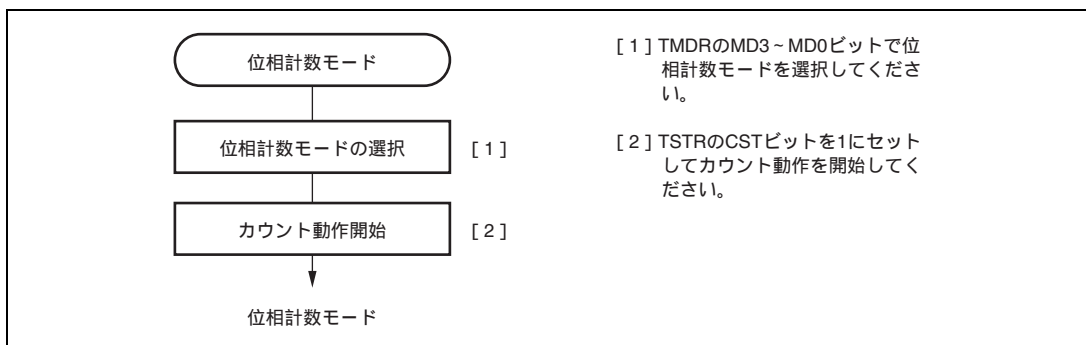 位相計数モード
位相計数モードの選択
[ 1 ]
カウント動作開始
[ 2 ]
位相計数モード
[ 1 ] TMDRのMD3~MD0ビットで位
相計数モードを選択してくださ
い。
[ 2 ] TSTRのCSTビットを1にセット
してカウント動作を開始してく
ださい。